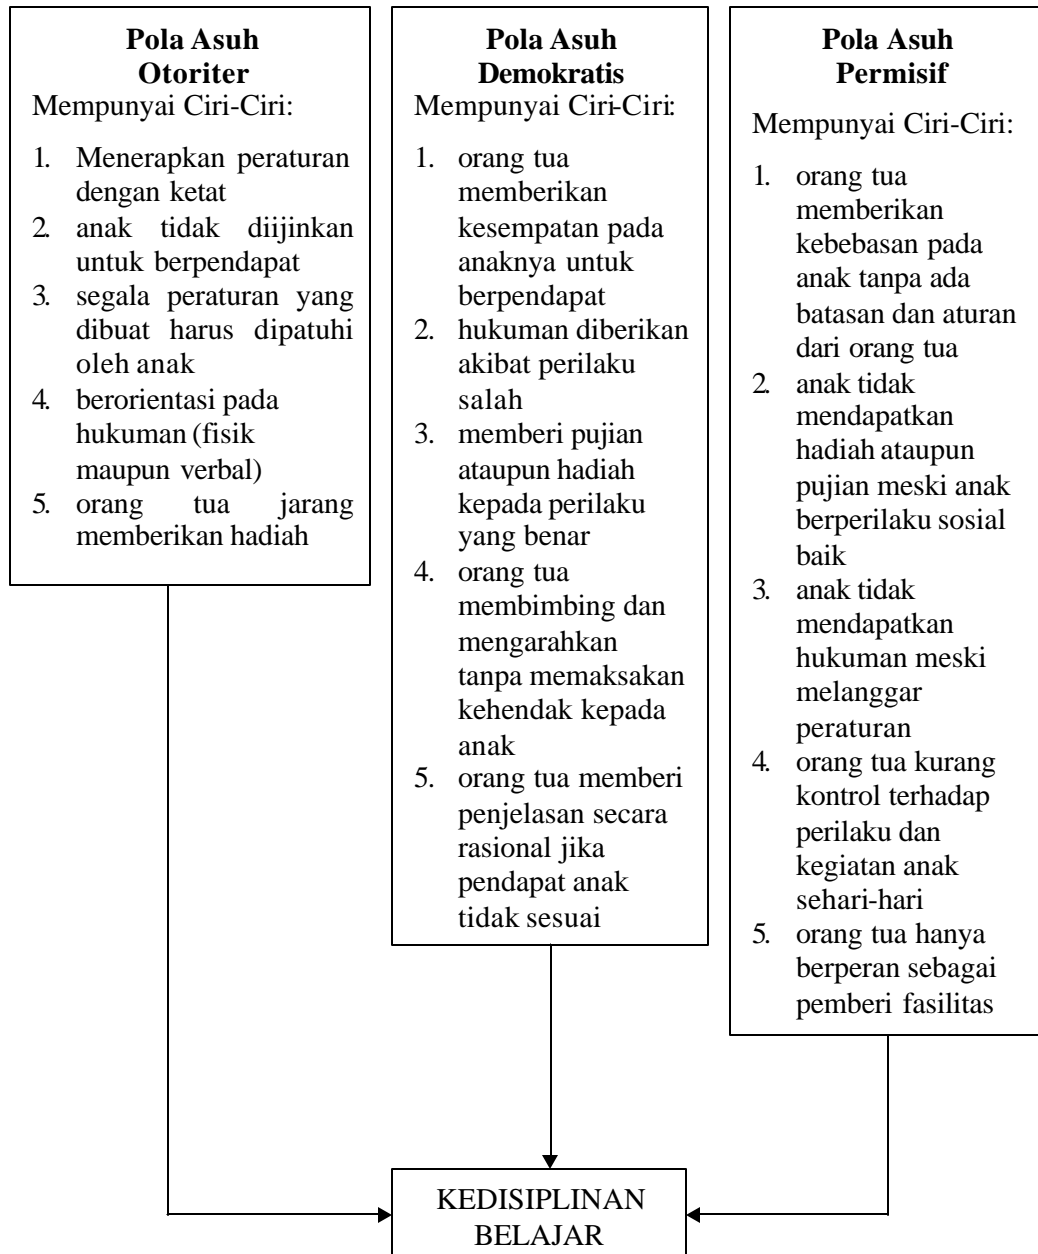 Pola Asuh
Otoriter
Mempunyai Ciri-Ciri:
1. Menerapkan peraturan
dengan ketat
2. anak tidak diijinkan
untuk berpendapat
3. segala peraturan yang
dibuat harus dipatuhi
oleh anak
4. berorientasi pada
hukuman (fisik
maupun verbal)
5. orang tua jarang
memberikan hadiah
Pola Asuh
Demokratis
Mempunyai Ciri-Ciri:
1. orang tua
memberikan
kesempatan pada
anaknya untuk
berpendapat
2. hukuman diberikan
akibat perilaku
salah
3. memberi pujian
ataupun hadiah
kepada perilaku
yang benar
4. orang tua
membimbing dan
mengarahkan
tanpa memaksakan
kehendak kepada
anak
5. orang tua memberi
penjelasan secara
rasional jika
pendapat anak
tidak sesuai
Pola Asuh
Permisif
Mempunyai Ciri-Ciri:
1. orang tua
memberikan
kebebasan pada
anak tanpa ada
batasan dan aturan
dari orang tua
2. anak tidak
mendapatkan
hadiah ataupun
pujian meski anak
berperilaku sosial
baik
3. anak tidak
mendapatkan
hukuman meski
melanggar
peraturan
4. orang tua kurang
kontrol terhadap
perilaku dan
kegiatan anak
sehari-hari
5. orang tua hanya
berperan sebagai
pemberi fasilitas
KEDISIPLINAN
BELAJAR